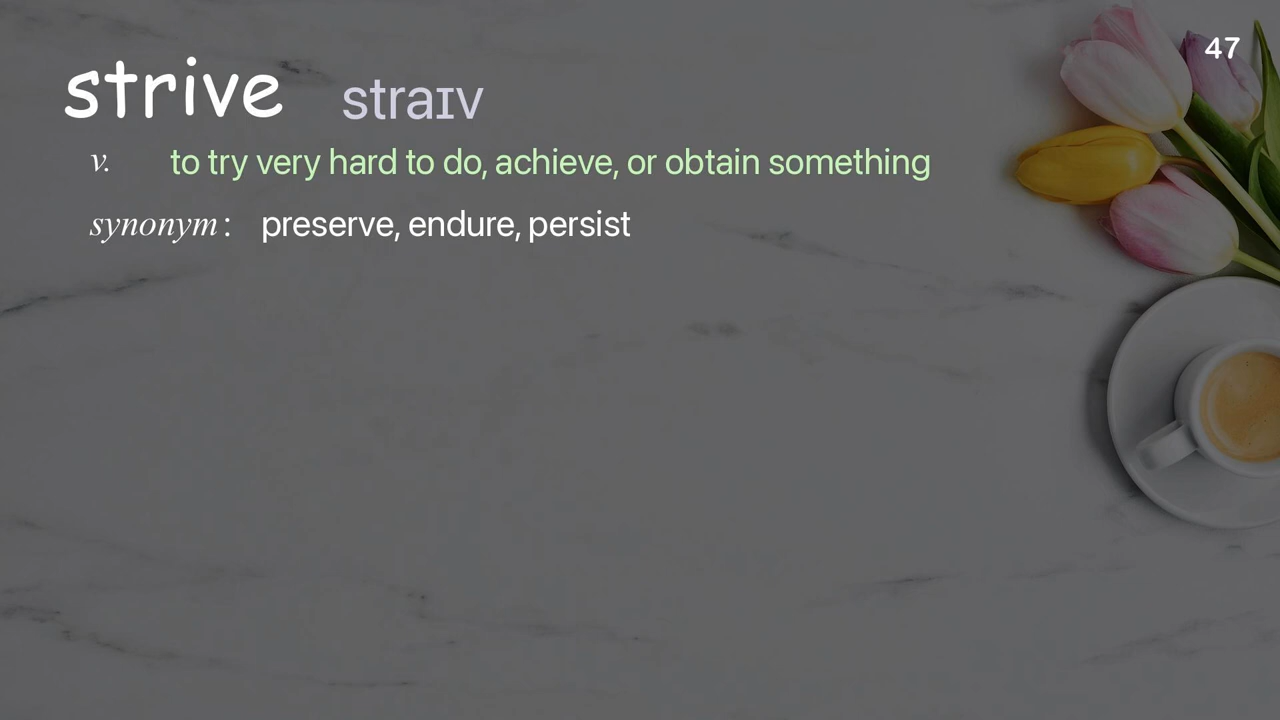 47
strive straɪv
v. to try very hard to do, achieve, or obtain something
synonym: preserve, endure, persist